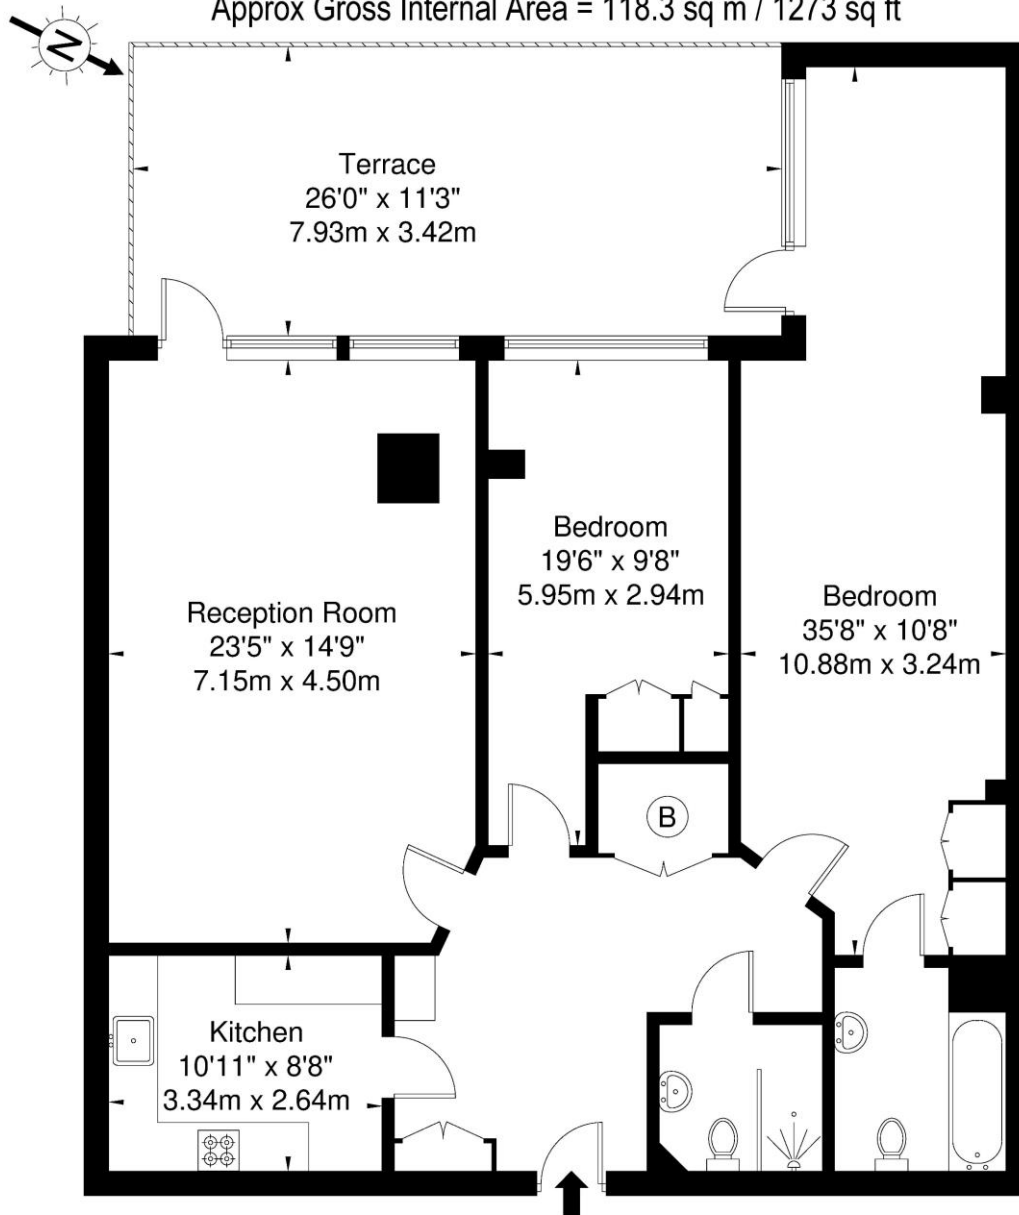 Approx Gross Internal Area = 118.3 sq m / 1273 sq ft
N
Terrace
26'0" x 11'3"
7.93m x 3.42m
Bedroom
19'6" x 9'8"
5.95m x 2.94m
Reception Room
23'5" x 14'9"
7.15m x 4.50m
Bedroom
35'8" x 10'8"
10.88m x 3.24m
B
Kitchen
10'11" x 8'8"
3.34m x 2.64m